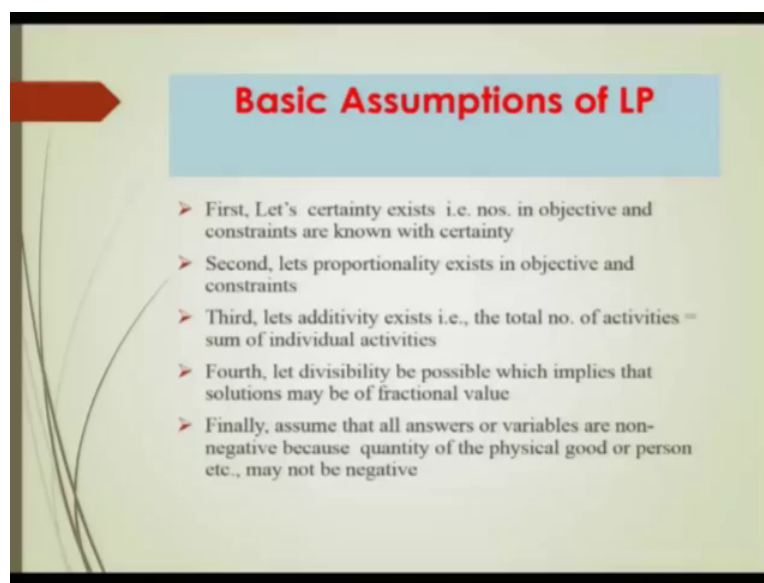 Basic Assumptions of LP
First, Let's certainty exists i.e. nos. in objective and
constraints are known with certainty
Second, lets proportionality exists in objective and
constraints
Third, lets additivity exists i.e., the total no. of activities =
sum of individual activities
Fourth, let divisibility be possible which implies that
solutions may be of fractional value
Finally, assume that all answers or variables are non-
negative because quantity of the physical good or person
etc., may not be negative